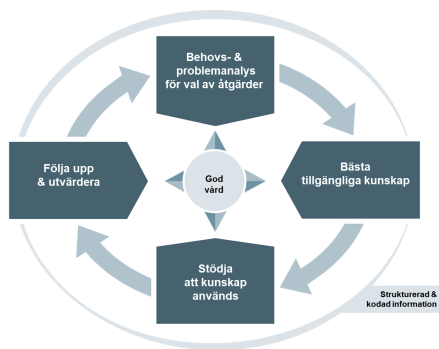 Behovs- &
problemanalys
för val av åtgärder
Följa upp
& utvärdera
God
vård
Bästa
tillgängliga kunskap
Stödja
att kunskap
används
Strukturerad &
kodad information